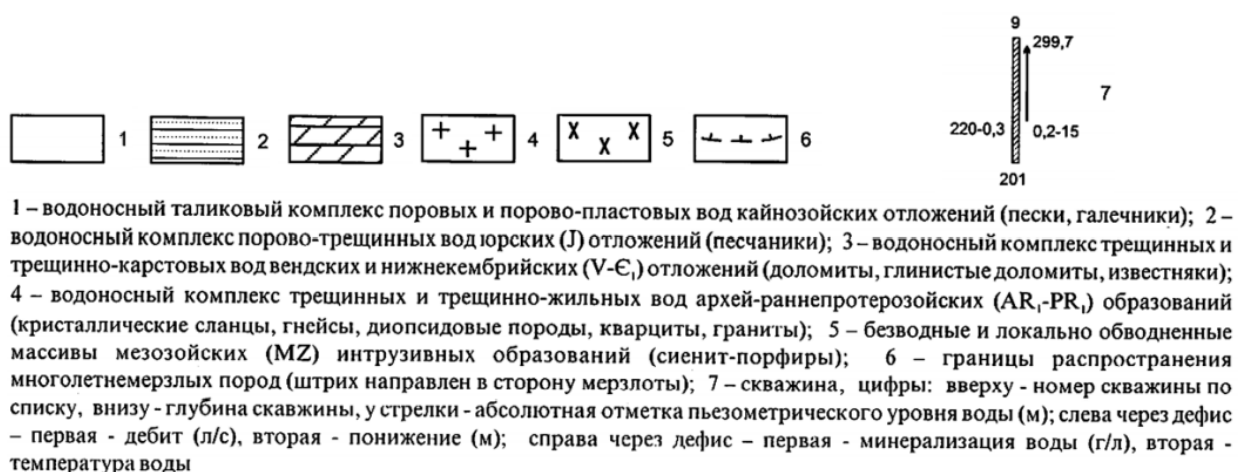 9
299,7
7
220-0,3
0,2-15
201
1
2
3
4
5
6
1 – водоносный таликовый комплекс поровых и порово-пластовых вод кайнозойских отложений (пески, галечники); 2 –
водоносный комплекс порово-трещинных вод юрских (J) отложений (песчаники); 3 – водоносный комплекс трещинных и
трещинно-карстовых вод вендских и нижнекембрийских (V-Є₁) отложений (доломиты, глинистые доломиты, известняки);
4 – водоносный комплекс трещинных и трещинно-жильных вод архей-раннепротерозойских (AR₁-PR₁) образований
(кристаллические сланцы, гнейсы, диопсидовые породы, кварциты, граниты); 5 – безводные и локально обводненные
массивы мезозойских (MZ) интрузивных образований (сиенит-порфиры); 6 – границы распространения
многолетнемерзлых пород (штрих направлен в сторону мерзлоты); 7 – скважина, цифры: вверху - номер скважины по
списку, внизу - глубина скавжины, у стрелки - абсолютная отметка пьезометрического уровня воды (м); слева через дефис
– первая - дебит (л/с), вторая - понижение (м); справа через дефис – первая - минерализация воды (г/л), вторая -
температура воды